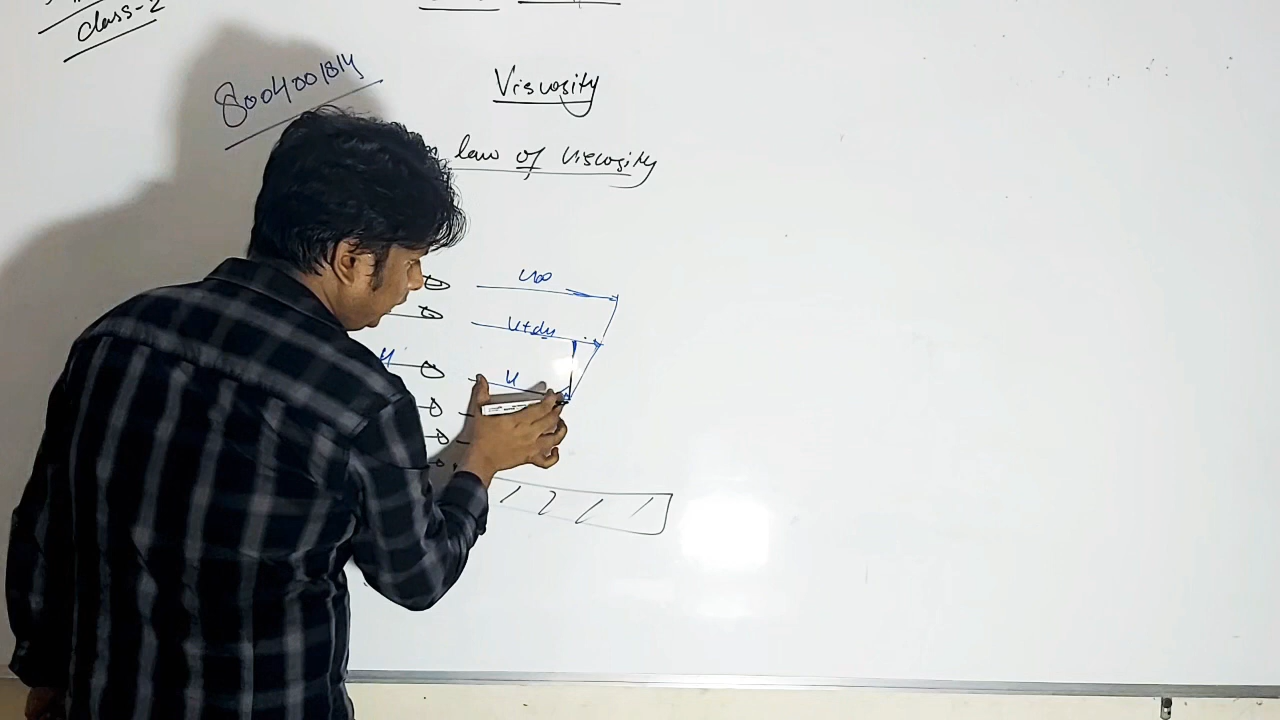 class-2
8004001814
Viscosity
law of viscosity
U∞
U+du
U
u